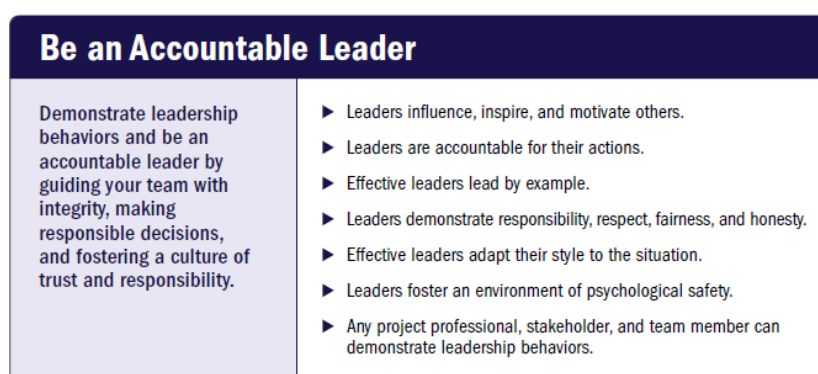 Be an Accountable Leader
Demonstrate leadership
behaviors and be an
accountable leader by
guiding your team with
integrity, making
responsible decisions,
and fostering a culture of
trust and responsibility.
▶ Leaders influence, inspire, and motivate others.
▶ Leaders are accountable for their actions.
▶ Effective leaders lead by example.
▶ Leaders demonstrate responsibility, respect, fairness, and honesty.
▶ Effective leaders adapt their style to the situation.
▶ Leaders foster an environment of psychological safety.
▶ Any project professional, stakeholder, and team member can
demonstrate leadership behaviors.